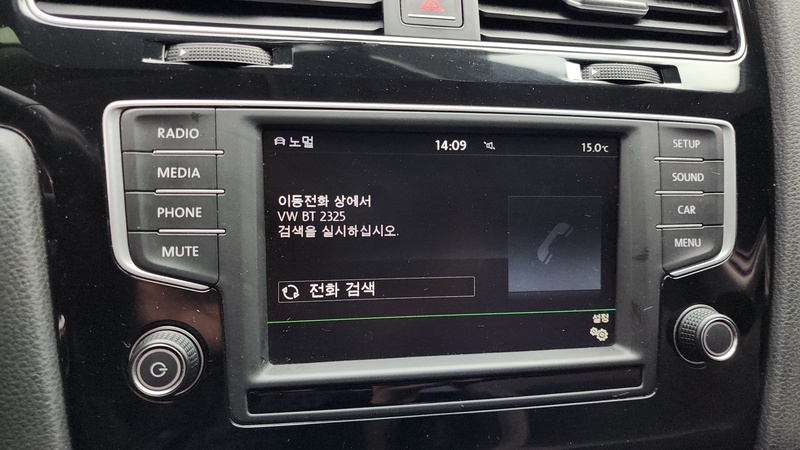 RADIO
MEDIA
PHONE
MUTE
노멀 14:09 15.0℃
이동전화 상에서
VW BT 2325
검색을 실시하십시오.
전화 검색
설정
SETUP
SOUND
CAR
MENU